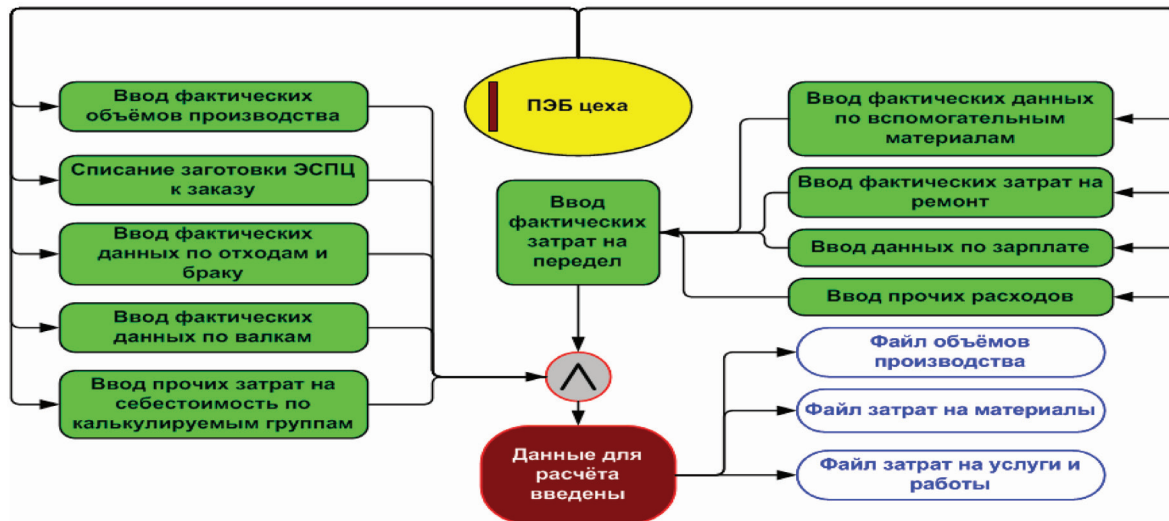 ПЭБ цеха
Ввод фактических
объёмов производства
Списание заготовки ЭСПЦ
к заказу
Ввод фактических
данных по отходам и
браку
Ввод фактических
данных по валкам
Ввод прочих затрат на
себестоимость по
калькулируемым группам
Ввод
фактических
затрат на
передел
Ввод фактических данных
по вспомогательным
материалам
Ввод фактических затрат на
ремонт
Ввод данных по зарплате
Ввод прочих расходов
Данные для
расчёта
введены
Файл объёмов
производства
Файл затрат на материалы
Файл затрат на услуги и
работы